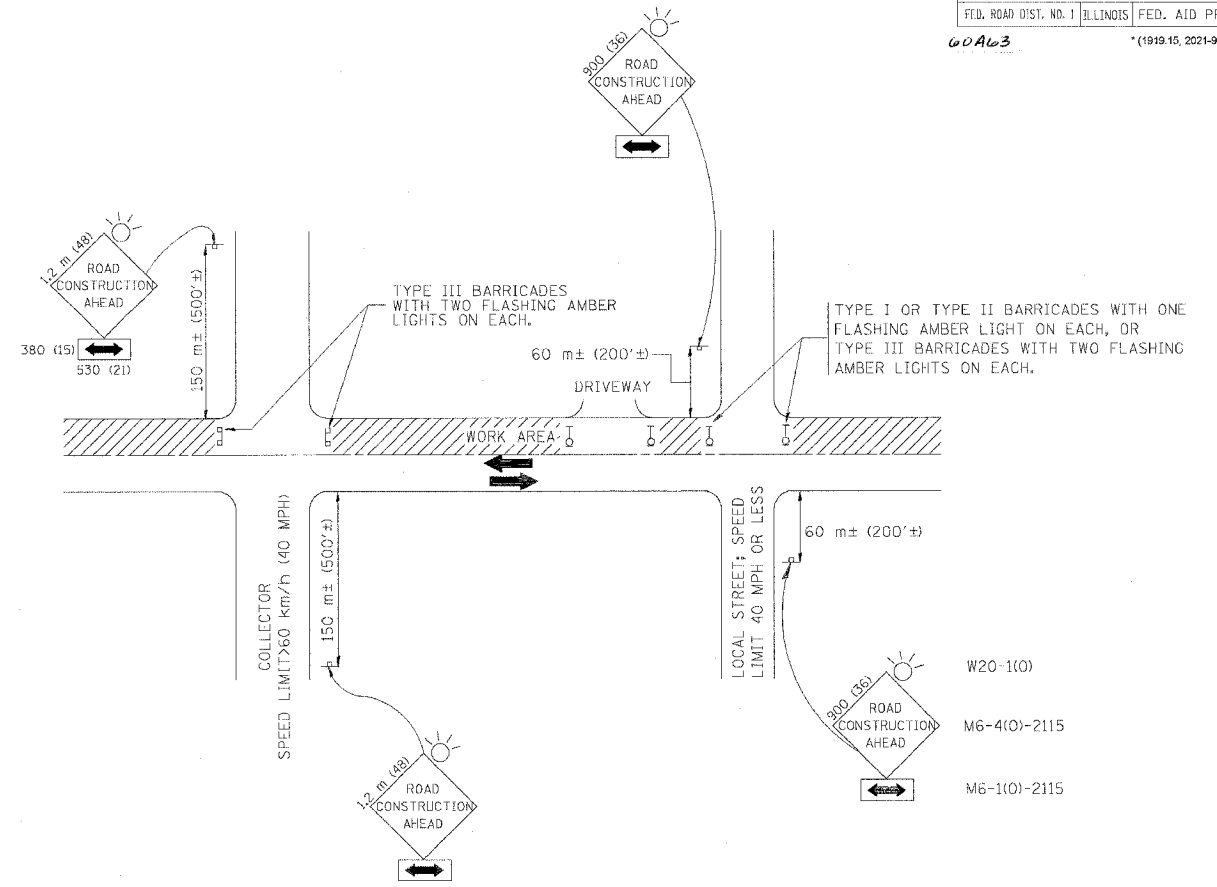 FED. ROAD DIST. NO. 1 ILLINOIS FED. AID
60A63
* (1919.15, 2021-9
900 (36)
ROAD
CONSTRUCTION
AHEAD
1.2 m (48)
ROAD
CONSTRUCTION
AHEAD
380 (15)
530 (21)
150 m± (500'±)
TYPE III BARRICADES
WITH TWO FLASHING AMBER
LIGHTS ON EACH.
60 m± (200'±)
DRIVEWAY
TYPE I OR TYPE II BARRICADES WITH ONE
FLASHING AMBER LIGHT ON EACH, OR
TYPE III BARRICADES WITH TWO FLASHING
AMBER LIGHTS ON EACH.
WORK AREA
COLLECTOR
SPEED LIMIT>60 km/h (40 MPH)
150 m± (500'±)
LOCAL STREET; SPEED
LIMIT 40 MPH OR LESS
60 m± (200'±)
1.2 m (48)
ROAD
CONSTRUCTION
AHEAD
900 (36)
ROAD
CONSTRUCTION
AHEAD
W20-1(O)
M6-4(O)-2115
M6-1(O)-2115